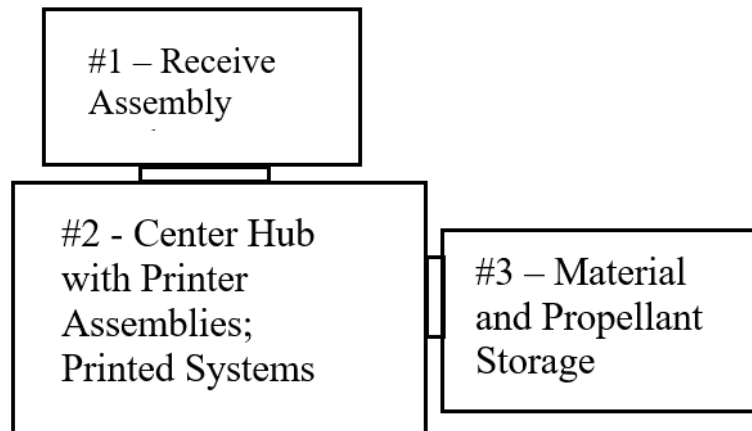 #1 – Receive
Assembly
#2 - Center Hub
with Printer
Assemblies;
Printed Systems
#3 – Material
and Propellant
Storage